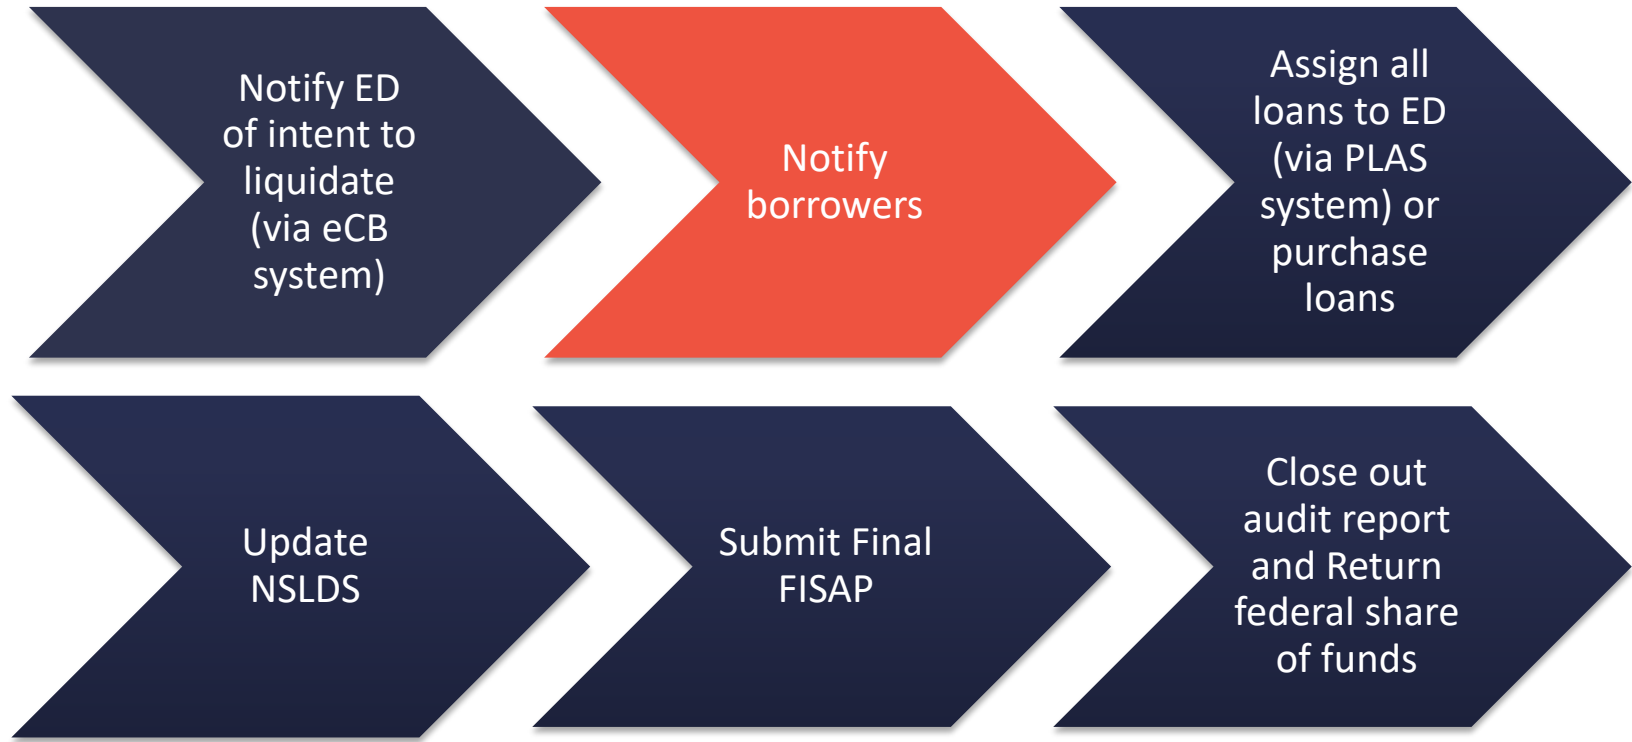 Notify ED
of intent to
liquidate
(via eCB
system)
Notify
borrowers
Assign all
loans to ED
(via PLAS
system) or
purchase
loans
Update
NSLDS
Submit Final
FISAP
Close out
audit report
and Return
federal share
of funds